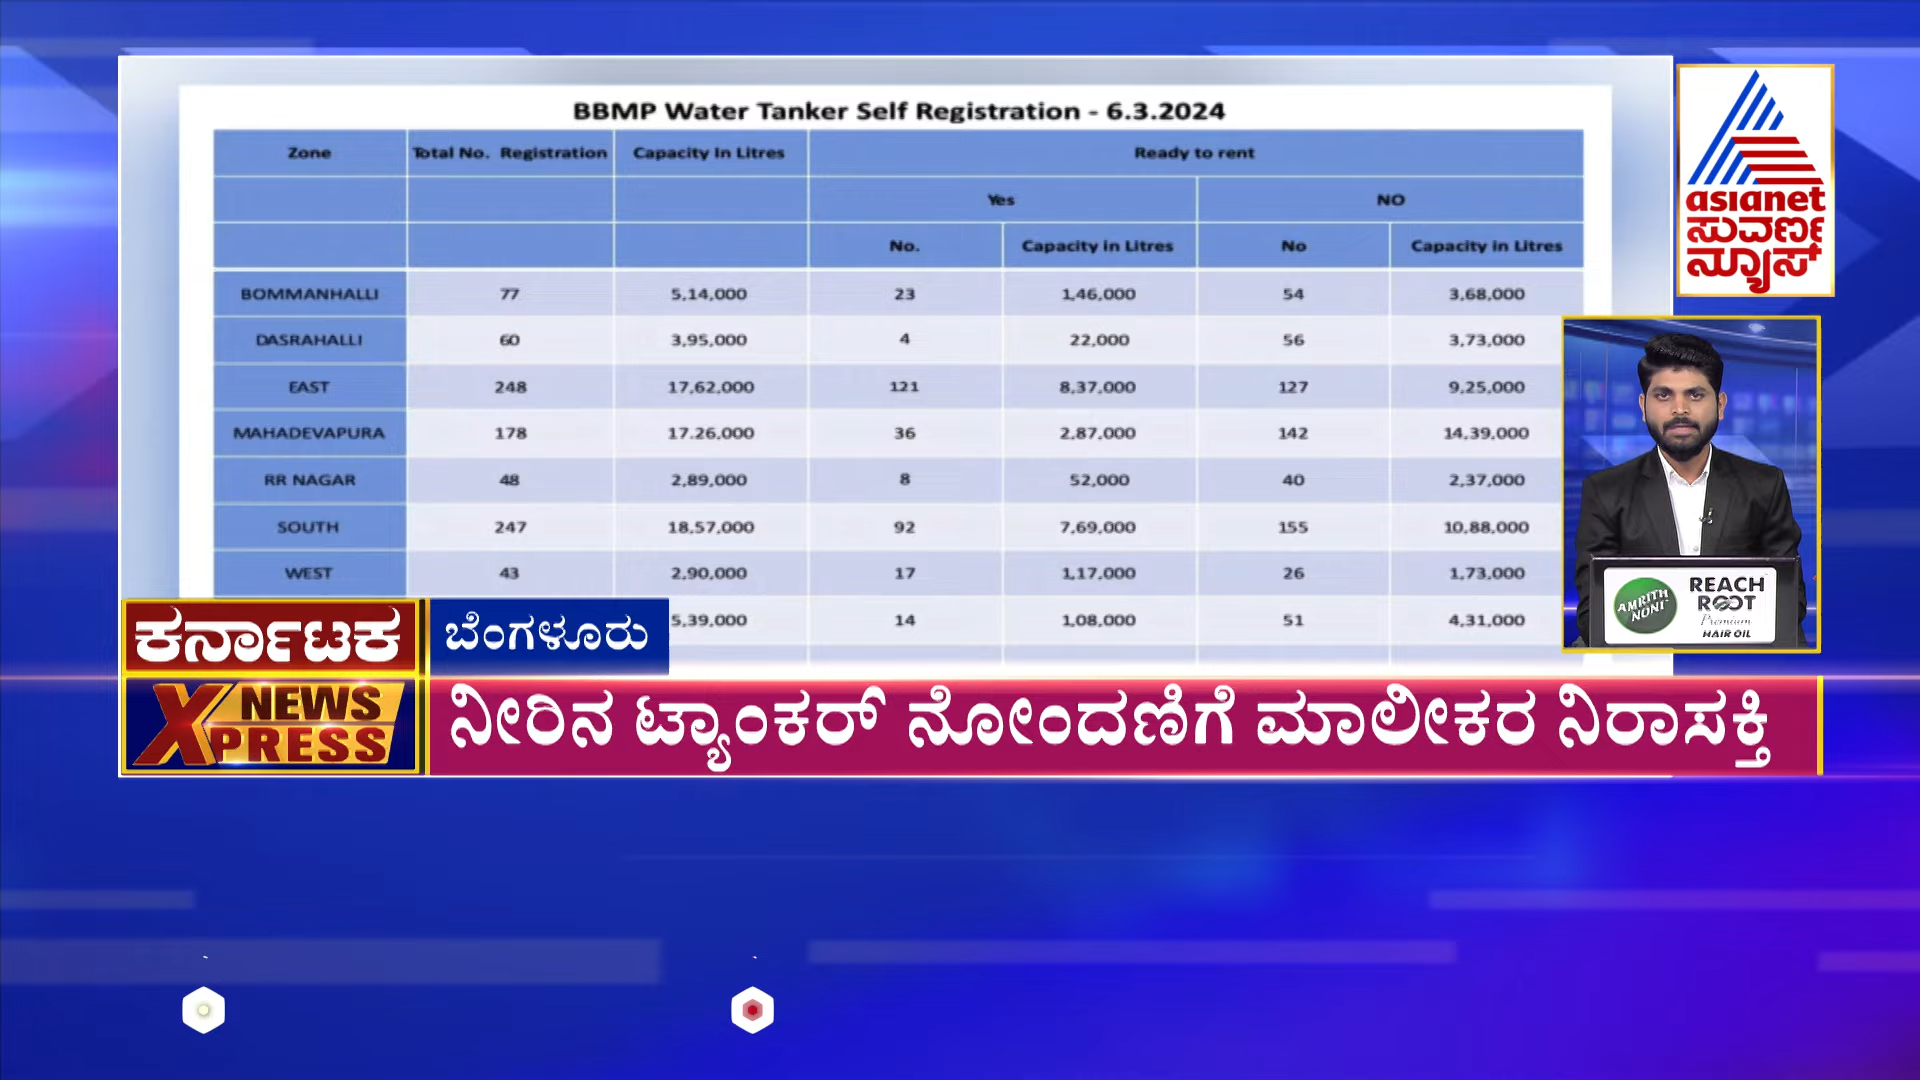 BBMP Water Tanker Self Registration - 6.3.2024
Zone Total No. Registration Capacity In Litres Ready to rent
Yes NO
No. Capacity in Litres No Capacity in Litres
BOMMANHALLI 77 5,14,000 23 1,46,000 54 3,68,000
DASRAHALLI 60 3,95,000 4 22,000 56 3,73,000
EAST 248 17,62,000 121 8,37,000 127 9,25,000
MAHADEVAPURA 178 17.26,000 36 2,87,000 142 14,39,000
RR NAGAR 48 2,89,000 8 52,000 40 2,37,000
SOUTH 247 18,57,000 92 7,69,000 155 10,88,000
WEST 43 2,90,000 17 1,17,000 26 1,73,000
5,39,000 14 1,08,000 51 4,31,000
asianet
ಸುವರ್ಣ
ನ್ಯೂಸ್
AMRITH
NONI
REACH
ROOT
Premium
HAIR OIL
ಕರ್ನಾಟಕ
ಬೆಂಗಳೂರು
NEWS
XPRESS
ನೀರಿನ ಟ್ಯಾಂಕರ್ ನೋಂದಣಿಗೆ ಮಾಲೀಕರ ನಿರಾಸಕ್ತಿ